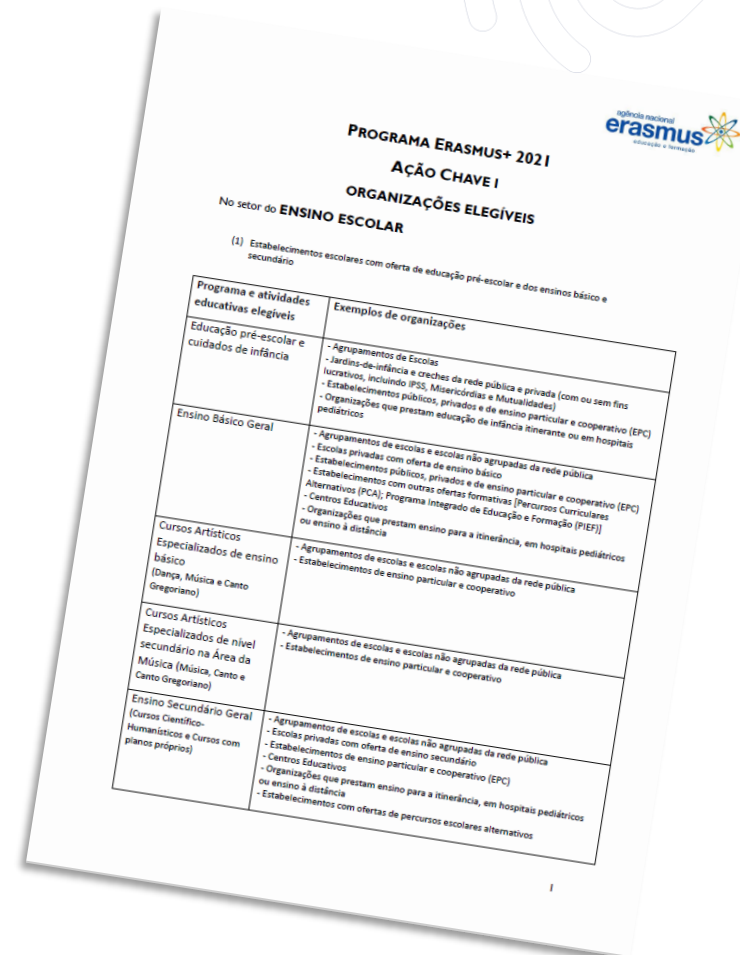 agência nacional
erasmus
educação e formação
PROGRAMA ERASMUS+ 2021
AÇÃO CHAVE I
ORGANIZAÇÕES ELEGÍVEIS
No setor do ENSINO ESCOLAR
(1) Estabelecimentos escolares com oferta de educação pré-escolar e dos ensinos básico e
secundário
Programa e atividades
educativas elegíveis
Exemplos de organizações
Educação pré-escolar e
cuidados de infância
- Agrupamentos de Escolas
- Jardins-de-infância e creches da rede pública e privada (com ou sem fins
lucrativos, incluindo IPSS, Misericórdias e Mutualidades)
- Estabelecimentos públicos, privados e de ensino particular e cooperativo (EPC)
- Organizações que prestam educação de infância itinerante ou em hospitais
pediátricos
Ensino Básico Geral
- Agrupamentos de escolas e escolas não agrupadas da rede pública
- Escolas privadas com oferta de ensino básico
- Estabelecimentos públicos, privados e de ensino particular e cooperativo (EPC)
- Estabelecimentos com outras ofertas formativas [Percursos Curriculares
Alternativos (PCA); Programa Integrado de Educação e Formação (PIEF)]
- Centros Educativos
- Organizações que prestam ensino para a itinerância, em hospitais pediátricos
ou ensino à distância
Cursos Artísticos
Especializados de ensino
básico
(Dança, Música e Canto
Gregoriano)
- Agrupamentos de escolas e escolas não agrupadas da rede pública
- Estabelecimentos de ensino particular e cooperativo
Cursos Artísticos
Especializados de nível
secundário na Área da
Música (Música, Canto e
Canto Gregoriano)
- Agrupamentos de escolas e escolas não agrupadas da rede pública
- Estabelecimentos de ensino particular e cooperativo
Ensino Secundário Geral
(Cursos Científico-
Humanísticos e Cursos com
planos próprios)
- Agrupamentos de escolas e escolas não agrupadas da rede pública
- Escolas privadas com oferta de ensino secundário
- Estabelecimentos de ensino particular e cooperativo (EPC)
- Centros Educativos
- Organizações que prestam ensino para a itinerância, em hospitais pediátricos
ou ensino à distância
- Estabelecimentos com ofertas de percursos escolares alternativos
1